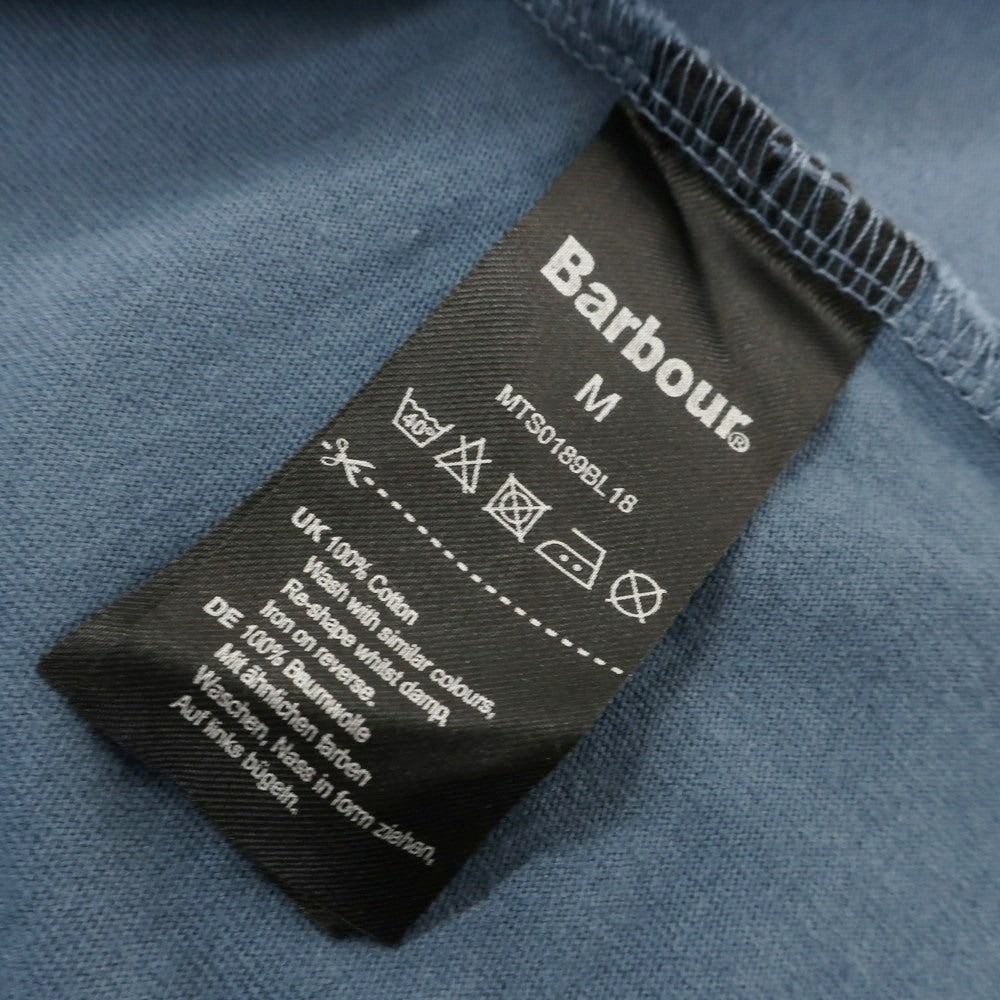 Barbour®
M
MTS0189BL18
40°
UK 100% Cotton
Wash with similar colours,
Re-shape whilst damp,
Iron on reverse.
DE 100% Baumwolle
Mit ähnlichen farben
Waschen, Nass in form ziehen,
Auf links bügeln.